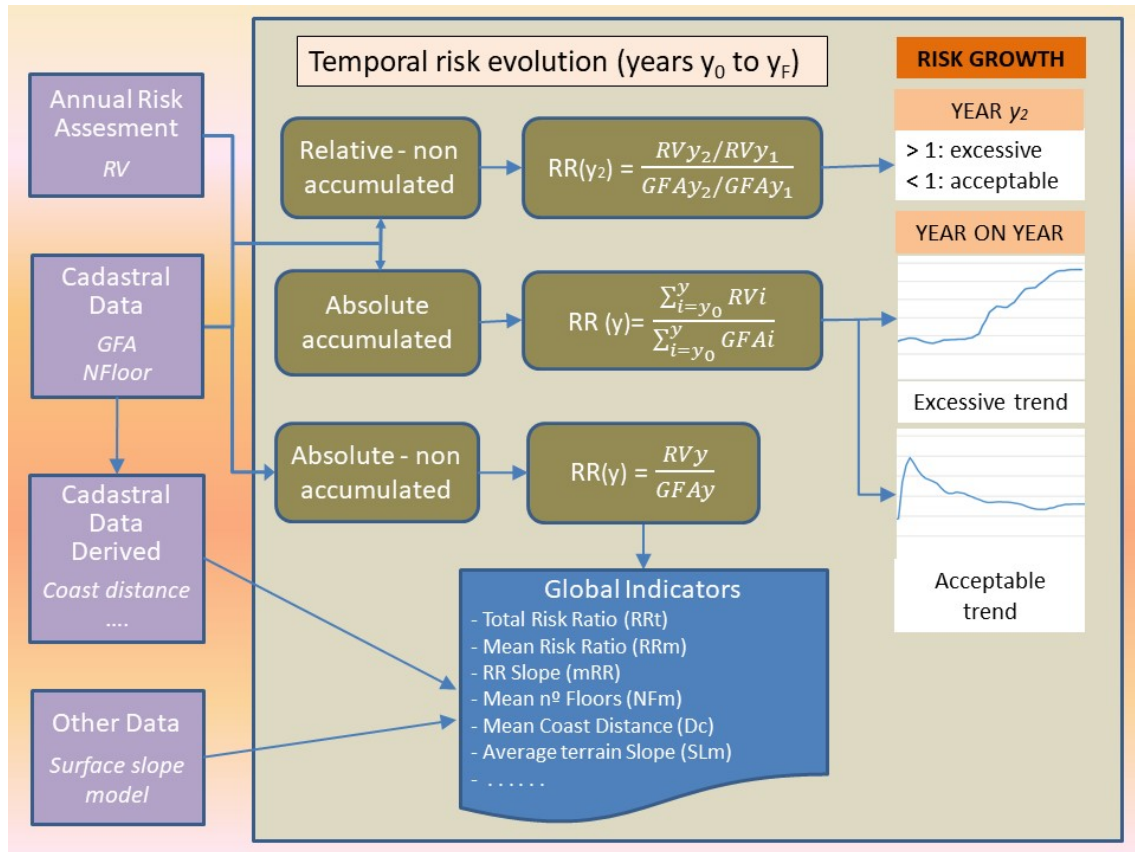 Temporal risk evolution (years y₀ to y_F)
RISK GROWTH
Annual Risk
Assesment
RV
Cadastral
Data
GFA
NFloor
Cadastral
Data
Derived
Coast distance
....
Other Data
Surface slope
model
Relative - non
accumulated
RR(y₂) = (RVy₂/RVy₁)/(GFAy₂/GFAy₁)
Absolute
accumulated
RR (y)= (∑_{i=y₀}^{y} RVi)/(∑_{i=y₀}^{y} GFAi)
Absolute - non
accumulated
RR(y) = RVy/GFAy
Global Indicators
- Total Risk Ratio (RRt)
- Mean Risk Ratio (RRm)
- RR Slope (mRR)
- Mean nº Floors (NFm)
- Mean Coast Distance (Dc)
- Average terrain Slope (SLm)
- . . . . . .
YEAR y₂
> 1: excessive
< 1: acceptable
YEAR ON YEAR
Excessive trend
Acceptable
trend